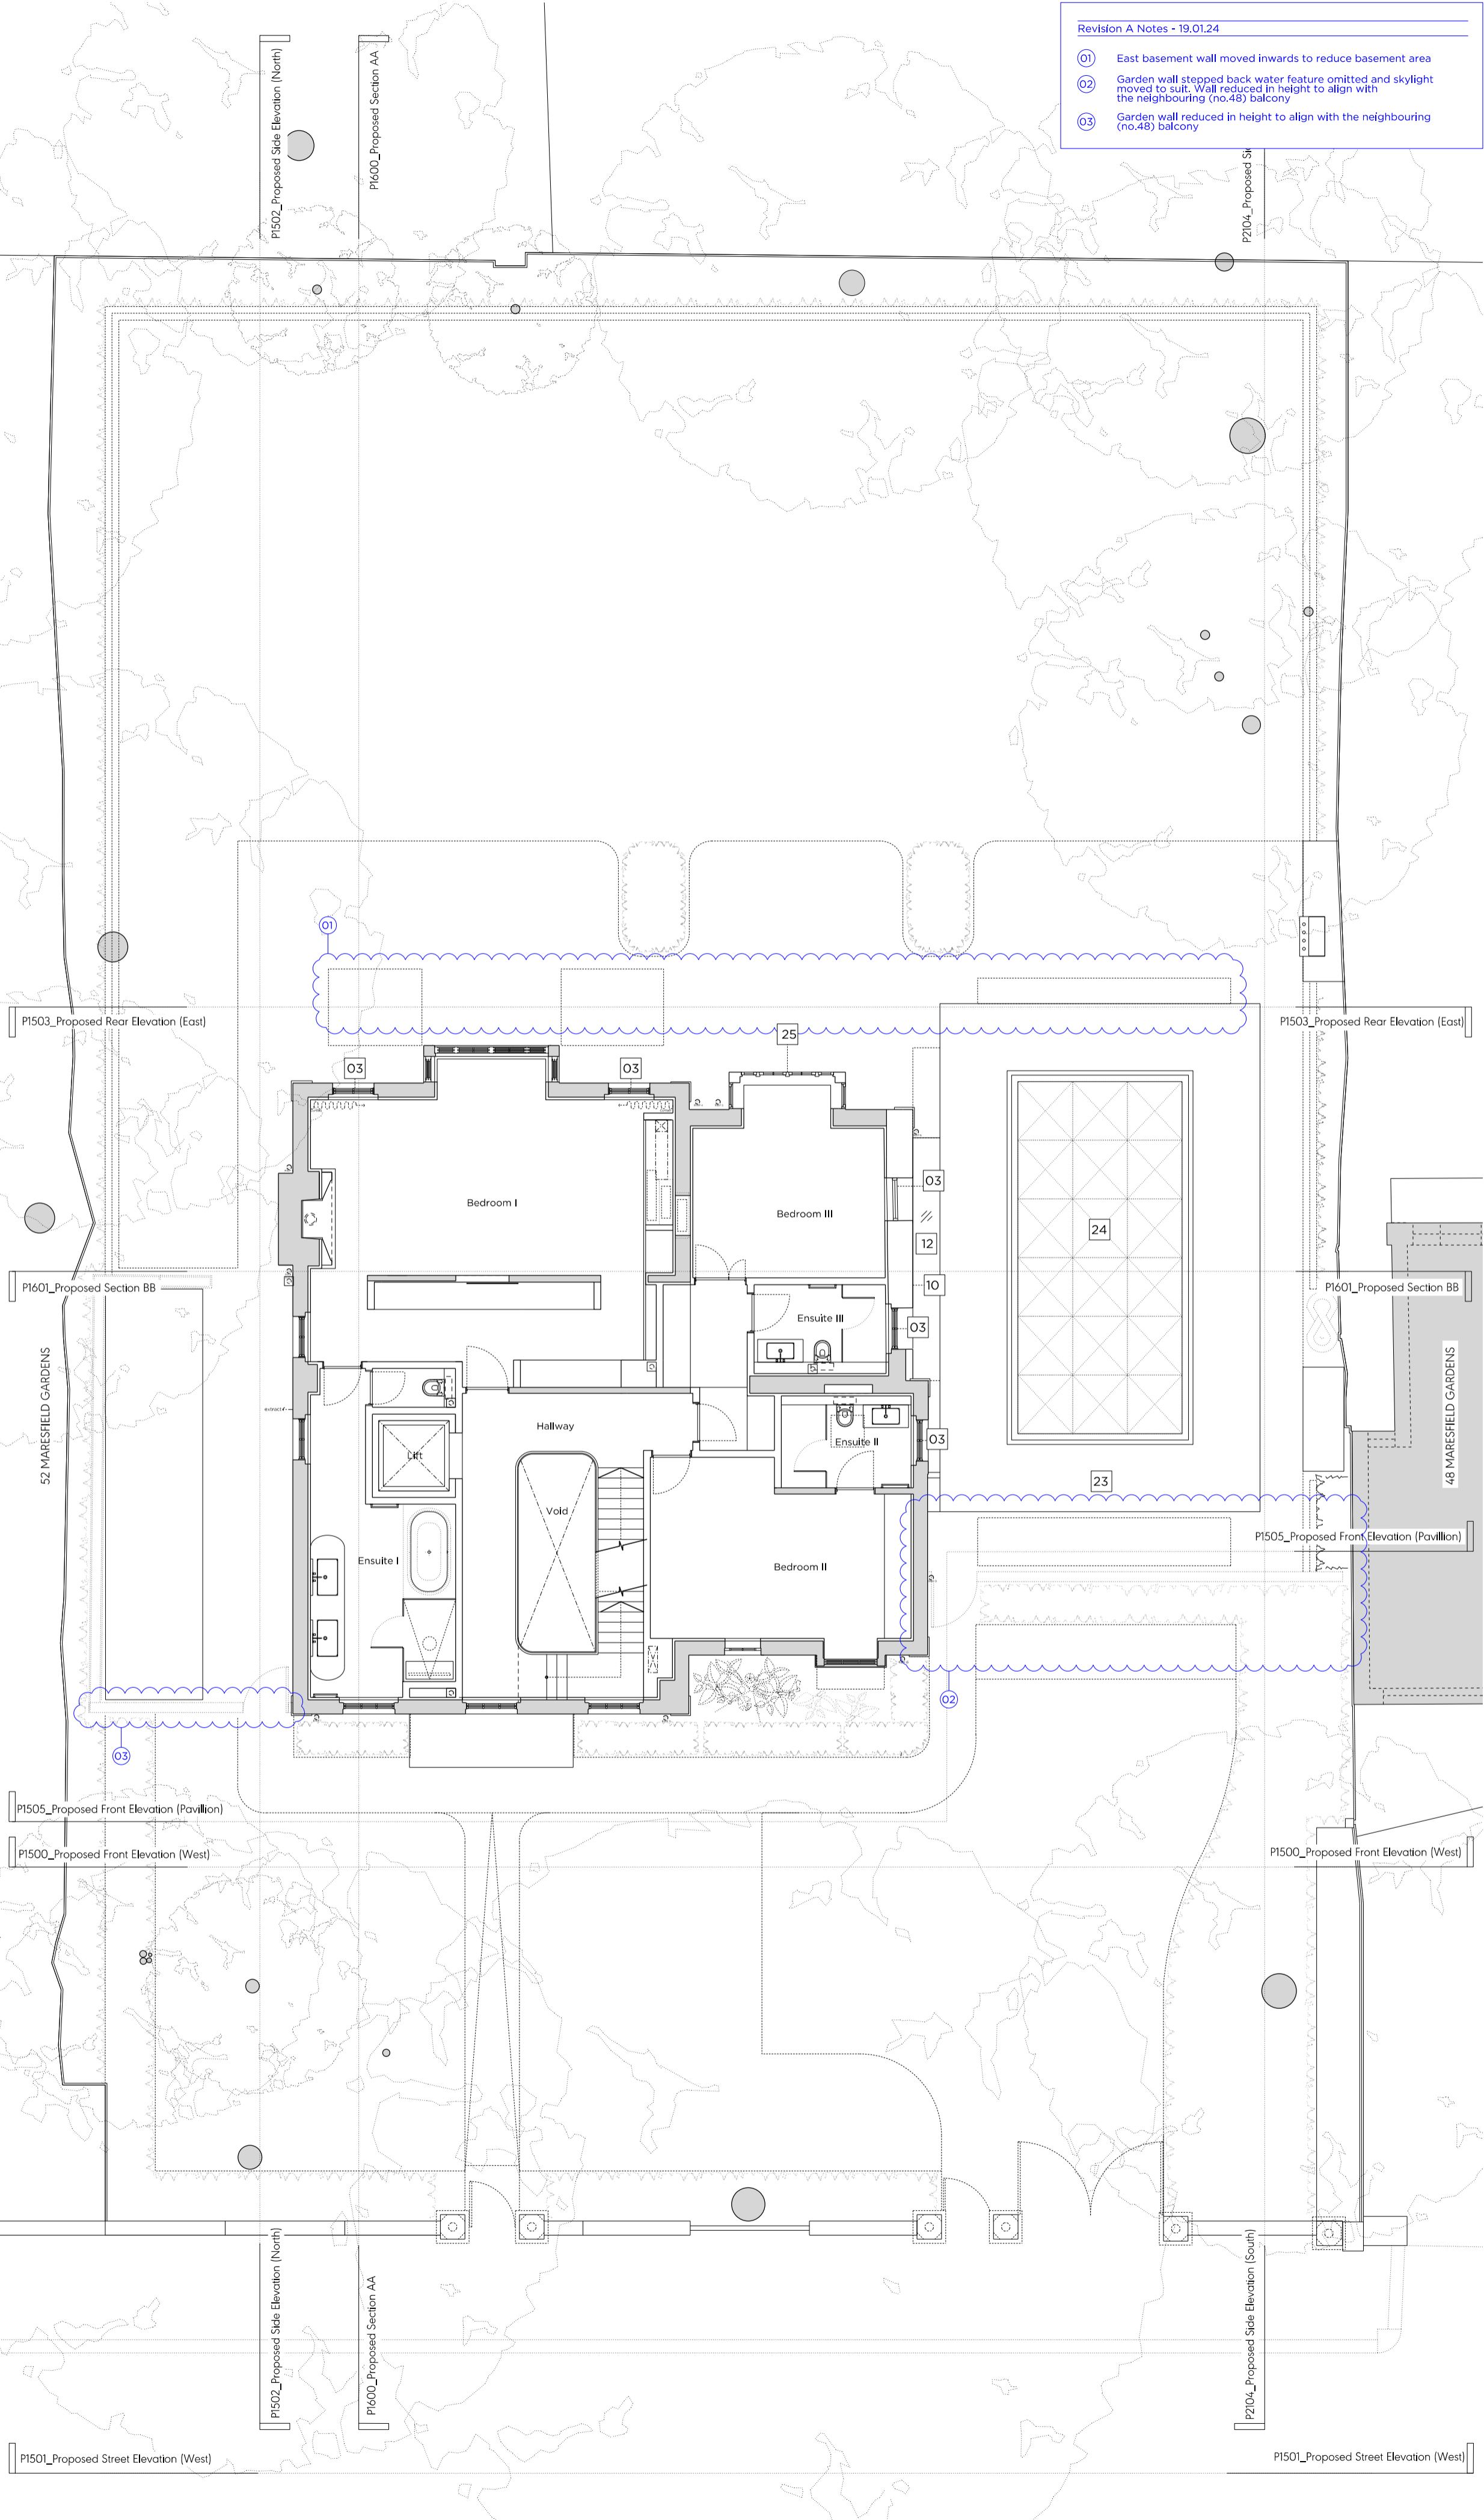 Revision A Notes - 19.01.24
01 East basement wall moved inwards to reduce basement area
02 Garden wall stepped back water feature omitted and skylight
moved to suit. Wall reduced in height to align with
the neighbouring (no.48) balcony
03 Garden wall reduced in height to align with the neighbouring
(no.48) balcony
P1502_Proposed Side Elevation (North)
P1600_Proposed Section AA
P2104_Proposed Si
01
P1503_Proposed Rear Elevation (East)
P1503_Proposed Rear Elevation (East)
25
03
03
Bedroom I
Bedroom III
03
12
24
10
P1601_Proposed Section BB
P1601_Proposed Section BB
Ensuite III
03
52 MARESFIELD GARDENS
48 MARESFIELD GARDENS
extract
Hallway
Ensuite II
03
Lift
23
Void
Ensuite I
Bedroom II
P1505_Proposed Front Elevation (Pavillion)
02
03
P1505_Proposed Front Elevation (Pavillion)
P1500_Proposed Front Elevation (West)
P1500_Proposed Front Elevation (West)
P1502_Proposed Side Elevation (North)
P1600_Proposed Section AA
P2104_Proposed Side Elevation (South)
P1501_Proposed Street Elevation (West)
P1501_Proposed Street Elevation (West)